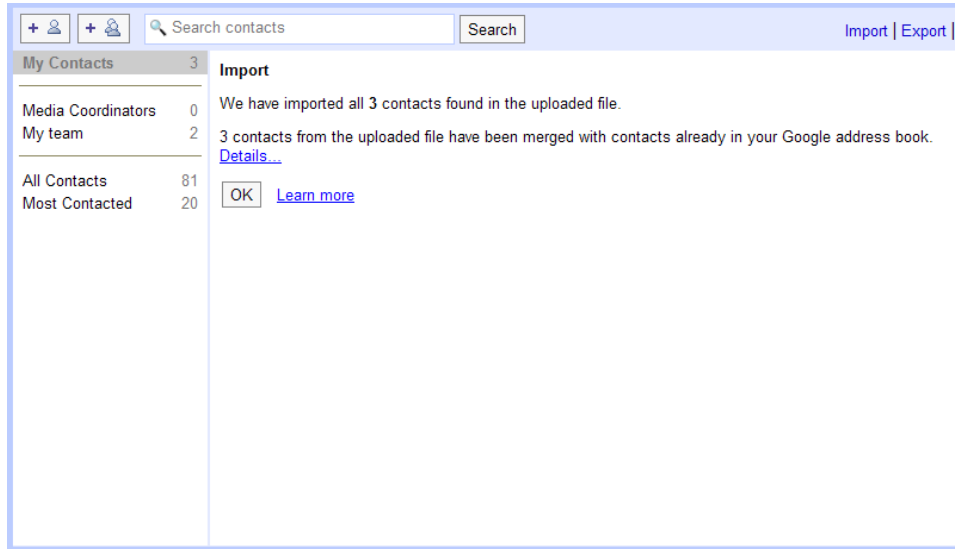 + +
Search contacts
Search
Import | Export |
My Contacts 3
Media Coordinators 0
My team 2
All Contacts 81
Most Contacted 20
Import
We have imported all 3 contacts found in the uploaded file.
3 contacts from the uploaded file have been merged with contacts already in your Google address book.
Details...
OK Learn more